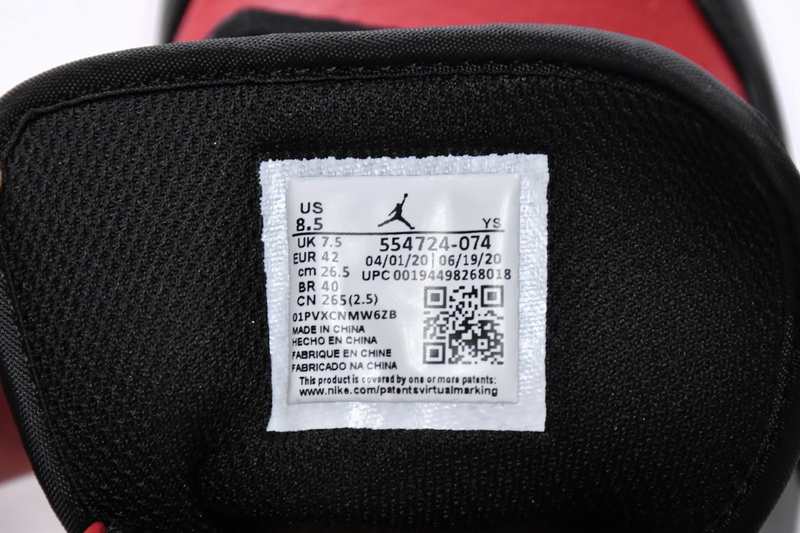 US
8.5 YS
UK 7.5 554724-074
EUR 42 04/01/20 | 06/19/20
cm 26.5 UPC 00194498268018
BR 40
CN 265(2.5)
01PVXCNMW6ZB
MADE IN CHINA
HECHO EN CHINA
FABRIQUE EN CHINE
FABRICADO NA CHINA
This product is covered by one or more patents:
www.nike.com/patentsvirtualmarking